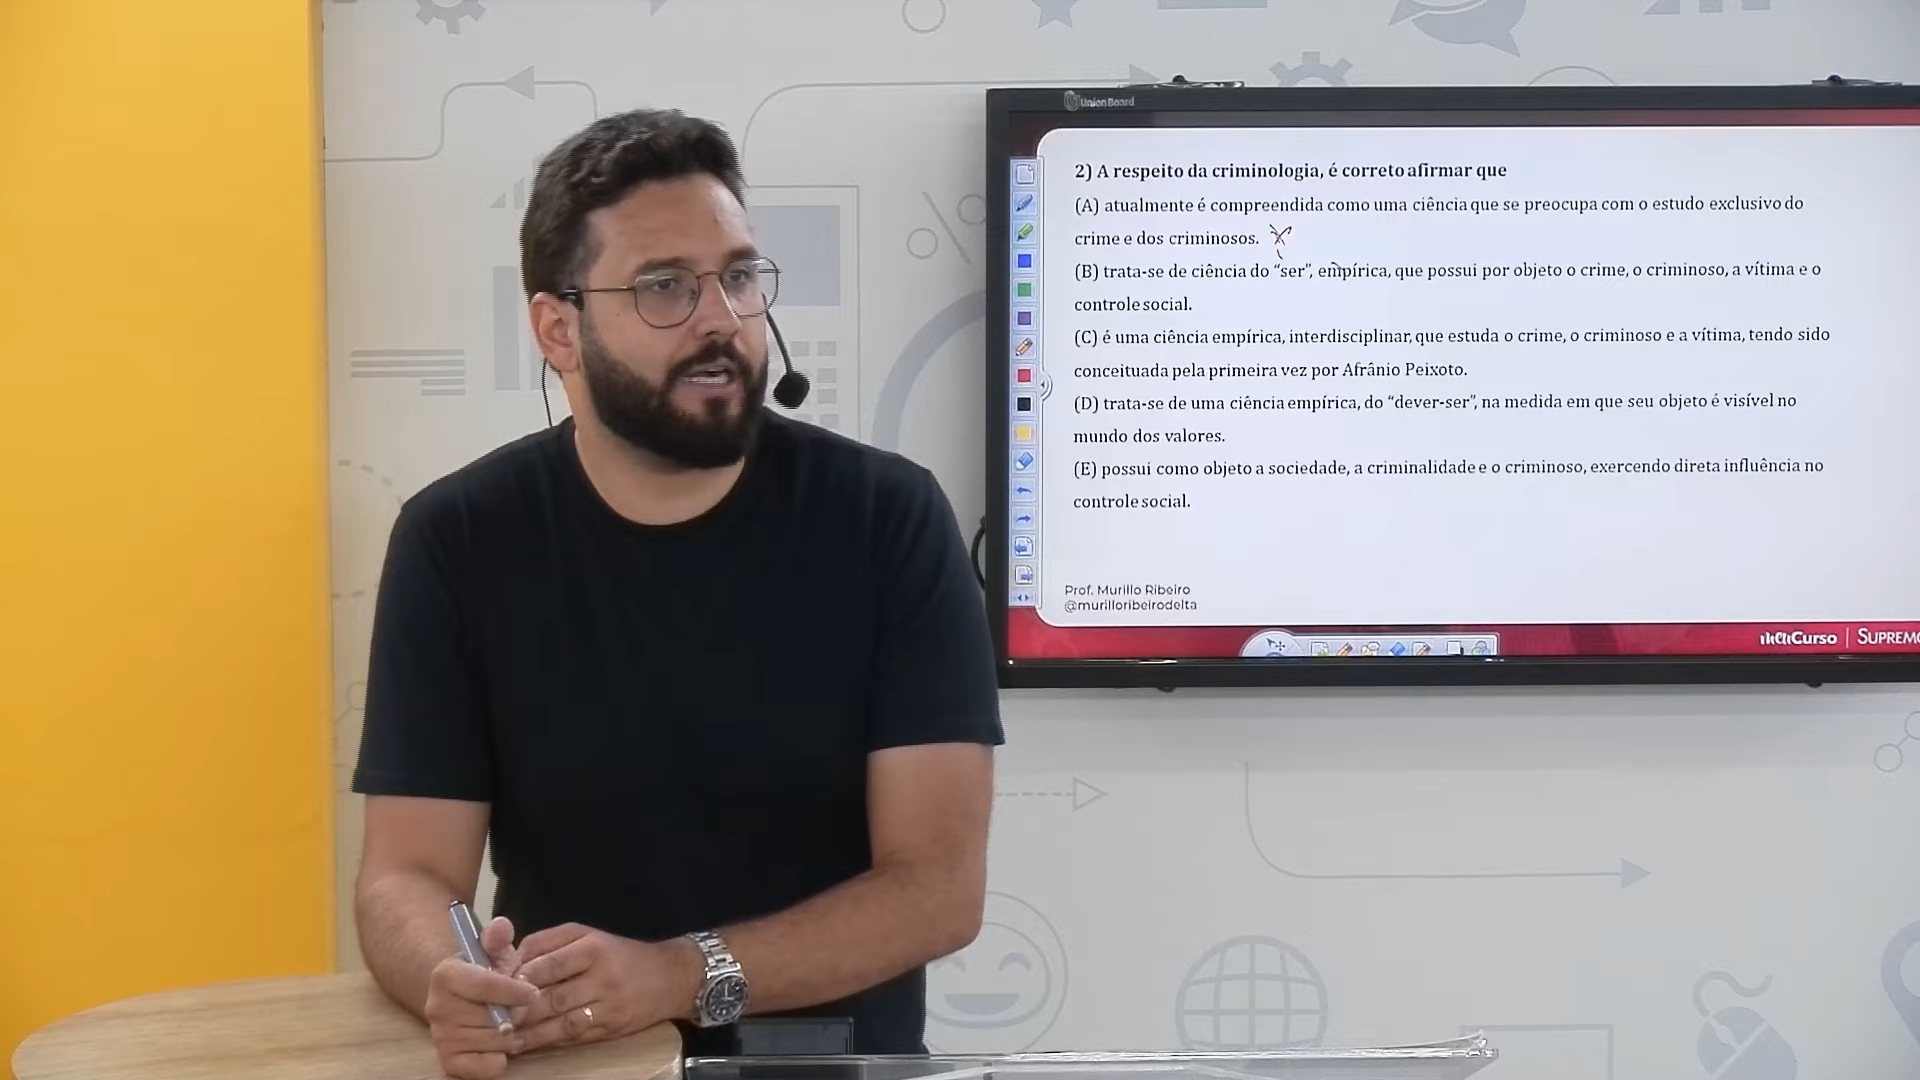 UnionBoard
2) A respeito da criminologia, é correto afirmar que
(A) atualmente é compreendida como uma ciência que se preocupa com o estudo exclusivo do
crime e dos criminosos.
(B) trata-se de ciência do “ser”, empírica, que possui por objeto o crime, o criminoso, a vítima e o
controle social.
(C) é uma ciência empírica, interdisciplinar, que estuda o crime, o criminoso e a vítima, tendo sido
conceituada pela primeira vez por Afrânio Peixoto.
(D) trata-se de uma ciência empírica, do “dever-ser”, na medida em que seu objeto é visível no
mundo dos valores.
(E) possui como objeto a sociedade, a criminalidade e o criminoso, exercendo direta influência no
controle social.
Prof. Murillo Ribeiro
@murilloribeirodelta
Curso | SUPREMO